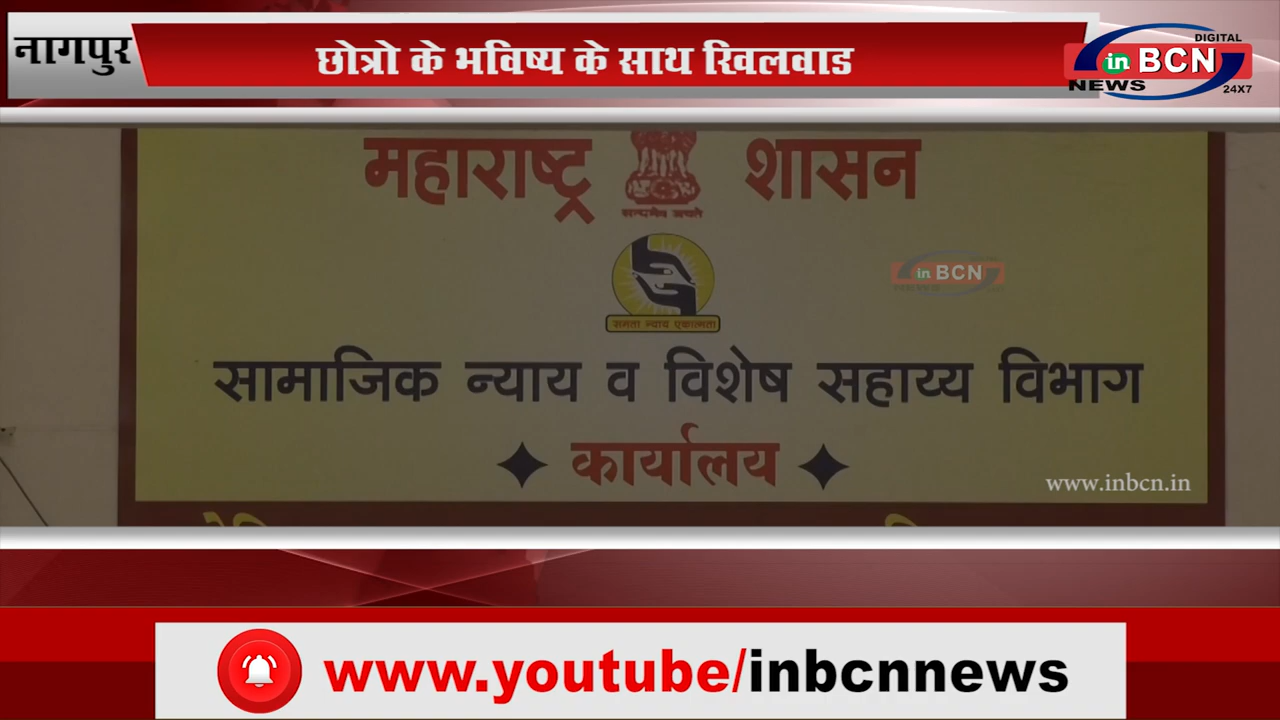 नागपुर
छोत्रो के भविष्य के साथ खिलवाड
DIGITAL
in BCN
NEWS
24X7
महाराष्ट्र शासन
सत्यमेव जयते
in BCN
NEWS
समता न्याय एकात्मता
सामाजिक न्याय व विशेष सहाय्य विभाग
कार्यालय
www.inbcn.in
www.youtube/inbcnnews